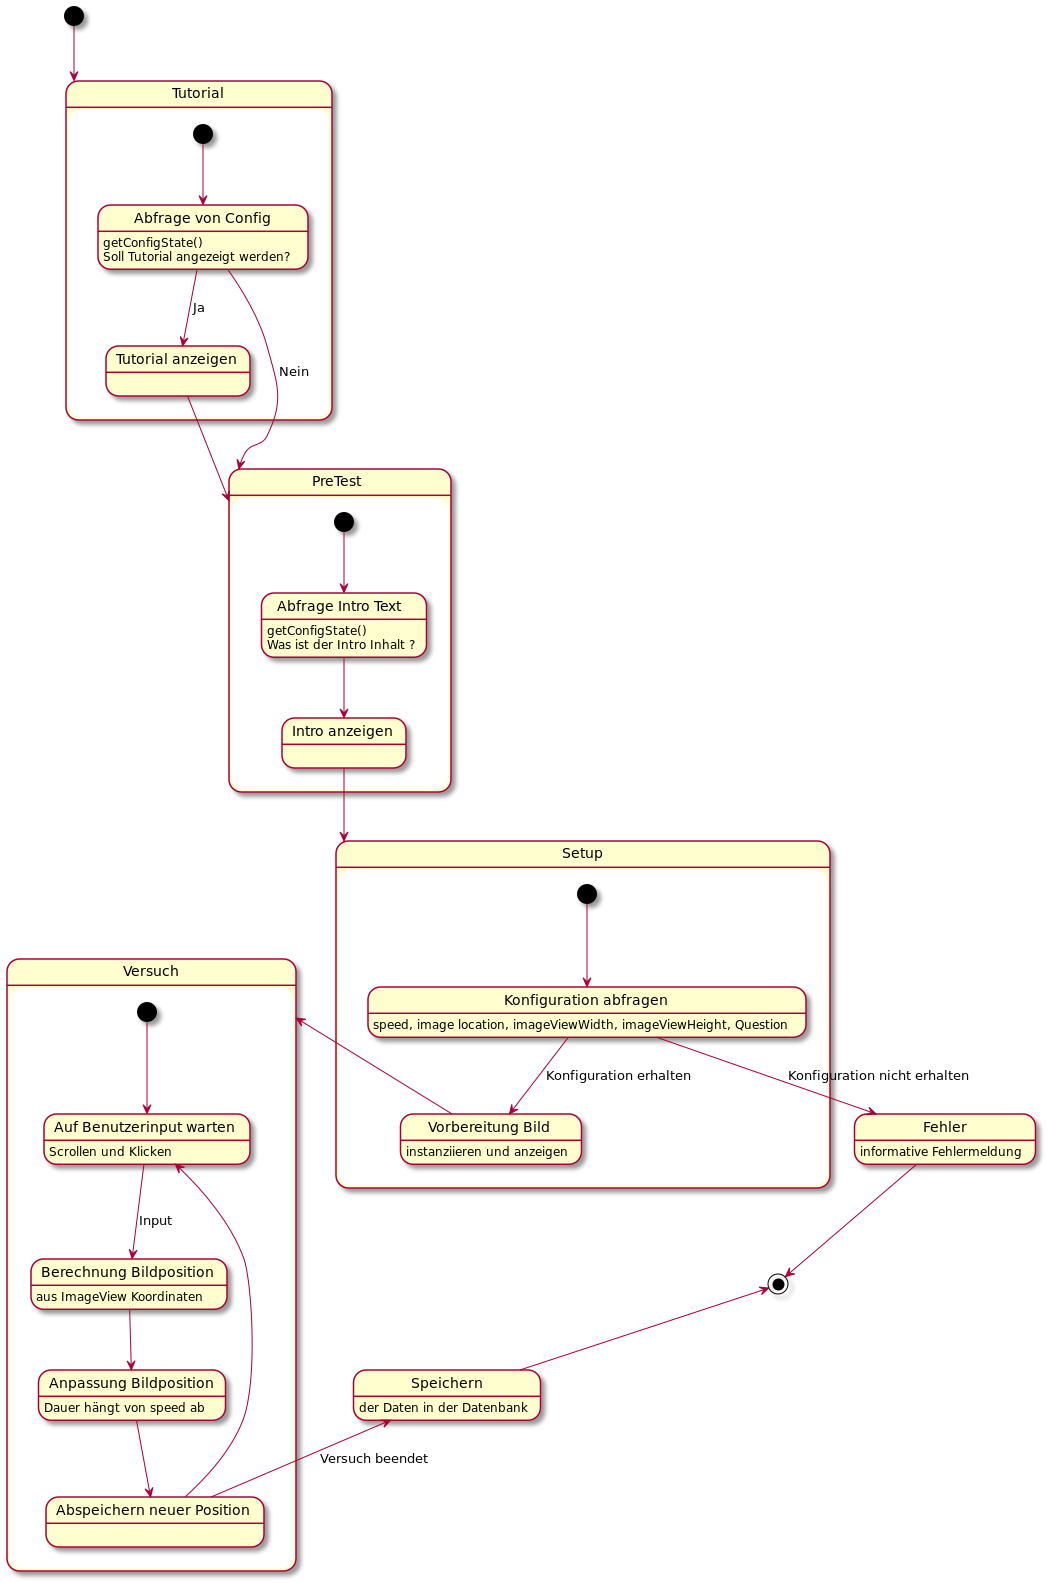 Tutorial
Abfrage von Config
getConfigState()
Soll Tutorial angezeigt werden?
Ja
Tutorial anzeigen
Nein
PreTest
Abfrage Intro Text
getConfigState()
Was ist der Intro Inhalt ?
Intro anzeigen
Setup
Konfiguration abfragen
speed, image location, imageViewWidth, imageViewHeight, Question
Konfiguration erhalten
Konfiguration nicht erhalten
Vorbereitung Bild
instanziieren und anzeigen
Fehler
informative Fehlermeldung
Versuch
Auf Benutzerinput warten
Scrollen und Klicken
Input
Berechnung Bildposition
aus ImageView Koordinaten
Anpassung Bildposition
Dauer hängt von speed ab
Abspeichern neuer Position
Versuch beendet
Speichern
der Daten in der Datenbank